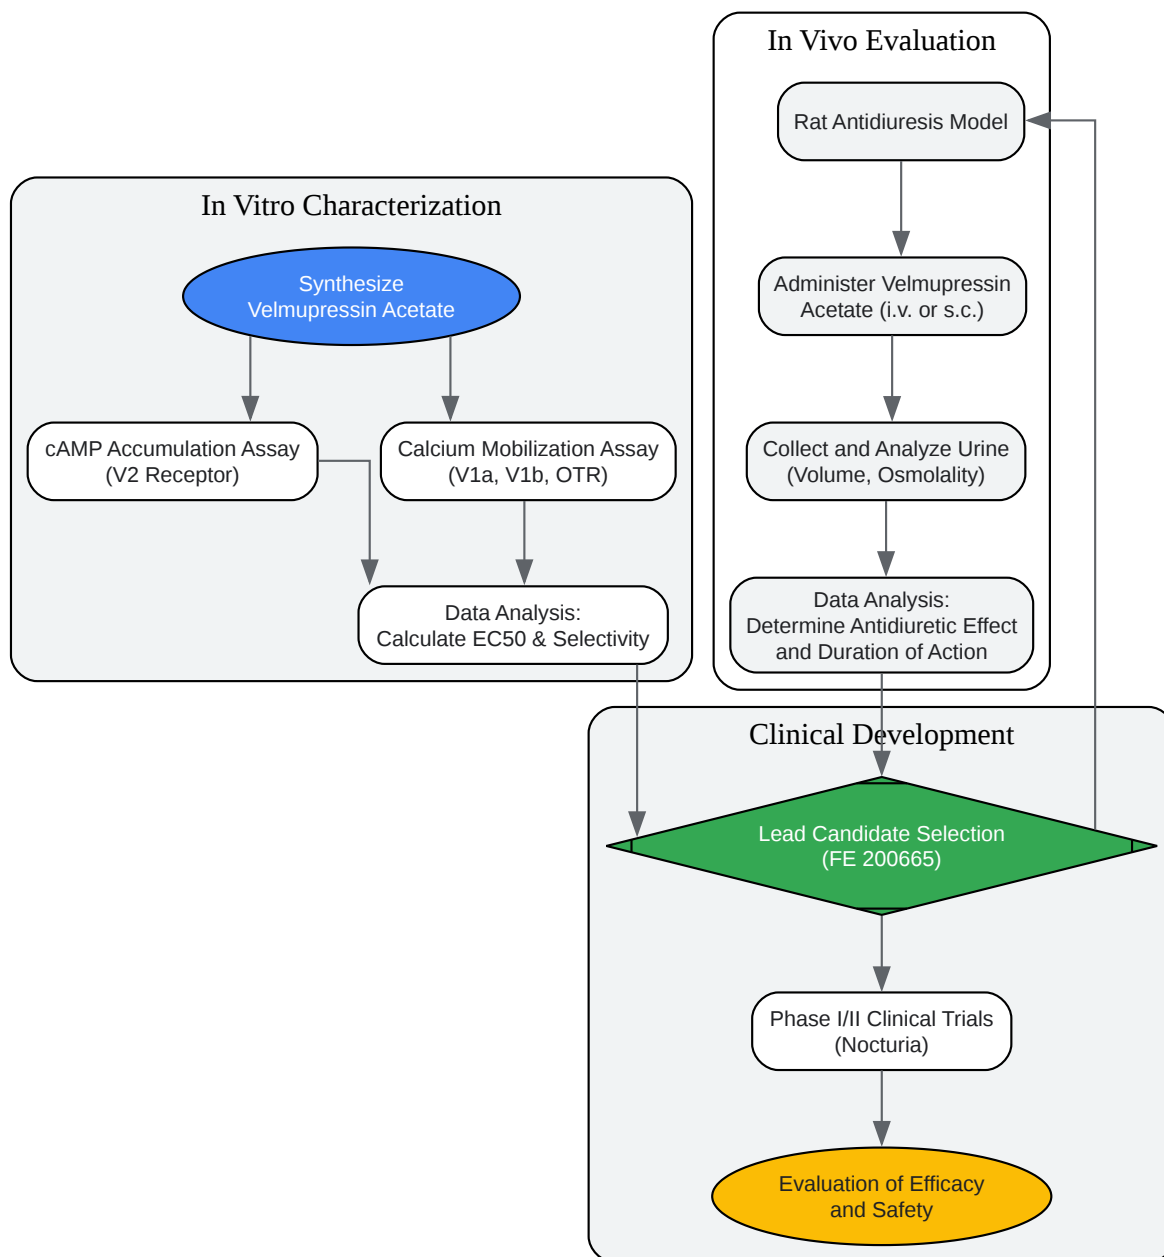 In Vitro Characterization
Synthesize
Velmupressin Acetate
cAMP Accumulation Assay
(V2 Receptor)
Calcium Mobilization Assay
(V1a, V1b, OTR)
Data Analysis:
Calculate EC50 & Selectivity
In Vivo Evaluation
Rat Antidiuresis Model
Administer Velmupressin
Acetate (i.v. or s.c.)
Collect and Analyze Urine
(Volume, Osmolality)
Data Analysis:
Determine Antidiuretic Effect
and Duration of Action
Clinical Development
Lead Candidate Selection
(FE 200665)
Phase I/II Clinical Trials
(Nocturia)
Evaluation of Efficacy
and Safety